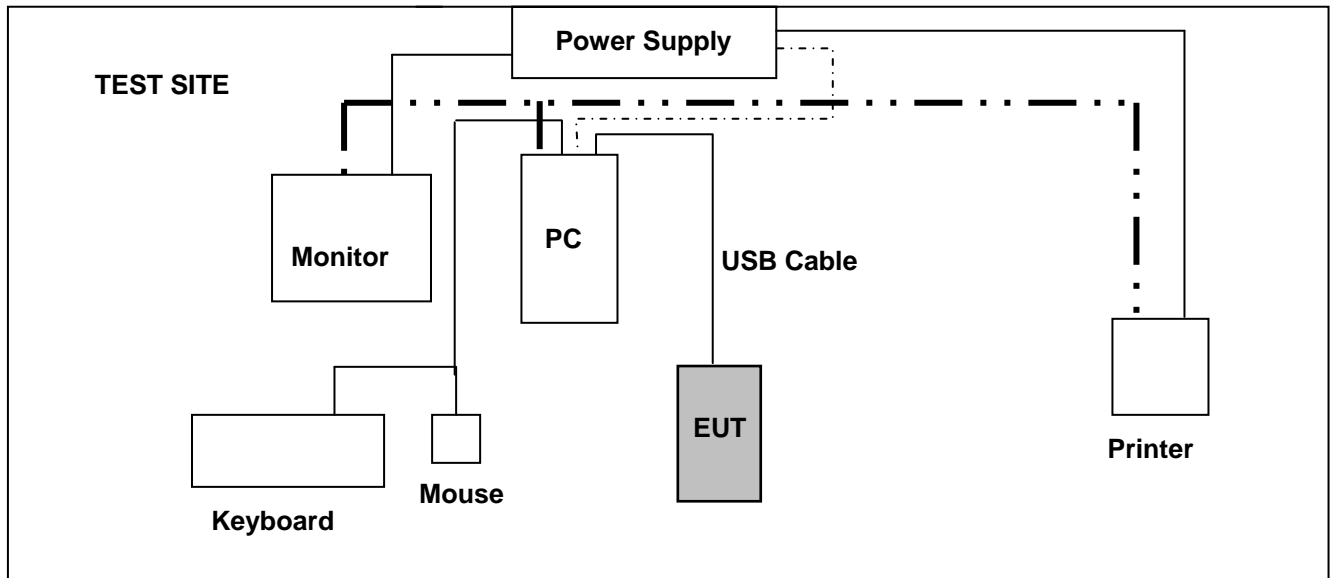 Power Supply
TEST SITE
PC
Monitor
USB Cable
EUT
Printer
Mouse
Keyboard